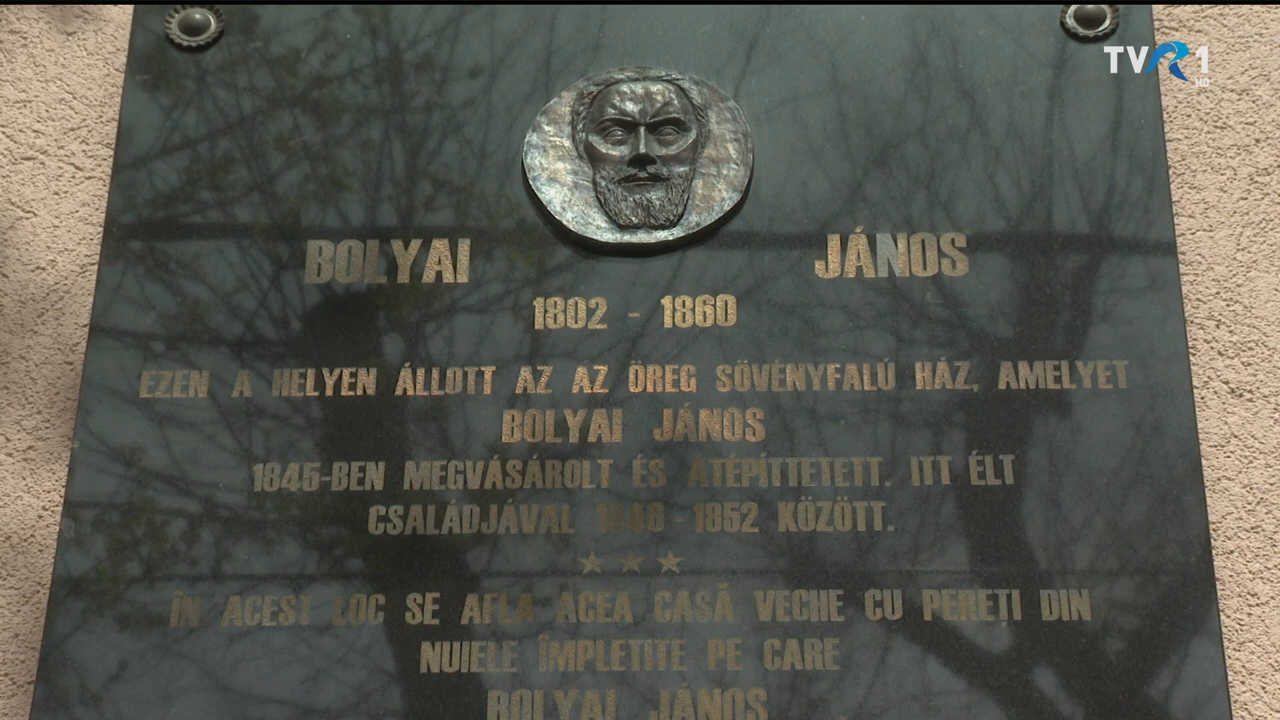 TVR1
HD
BOLYAI JÁNOS
1802 - 1860
EZEN A HELYEN ÁLLOTT AZ AZ ÖREG SÖVÉNYFALÚ HÁZ, AMELYET
BOLYAI JÁNOS
1845-BEN MEGVÁSÁROLT ÉS ÁTÉPÍTTETETT. ITT ÉLT
CSALÁDJÁVAL - 1852 KÖZÖTT.
ÎN ACEST LOC SE AFLA ACEA CASĂ VECHE CU PEREȚI DIN
NUIELE ÎMPLETITE PE CARE
BOLYAI JÁNOS